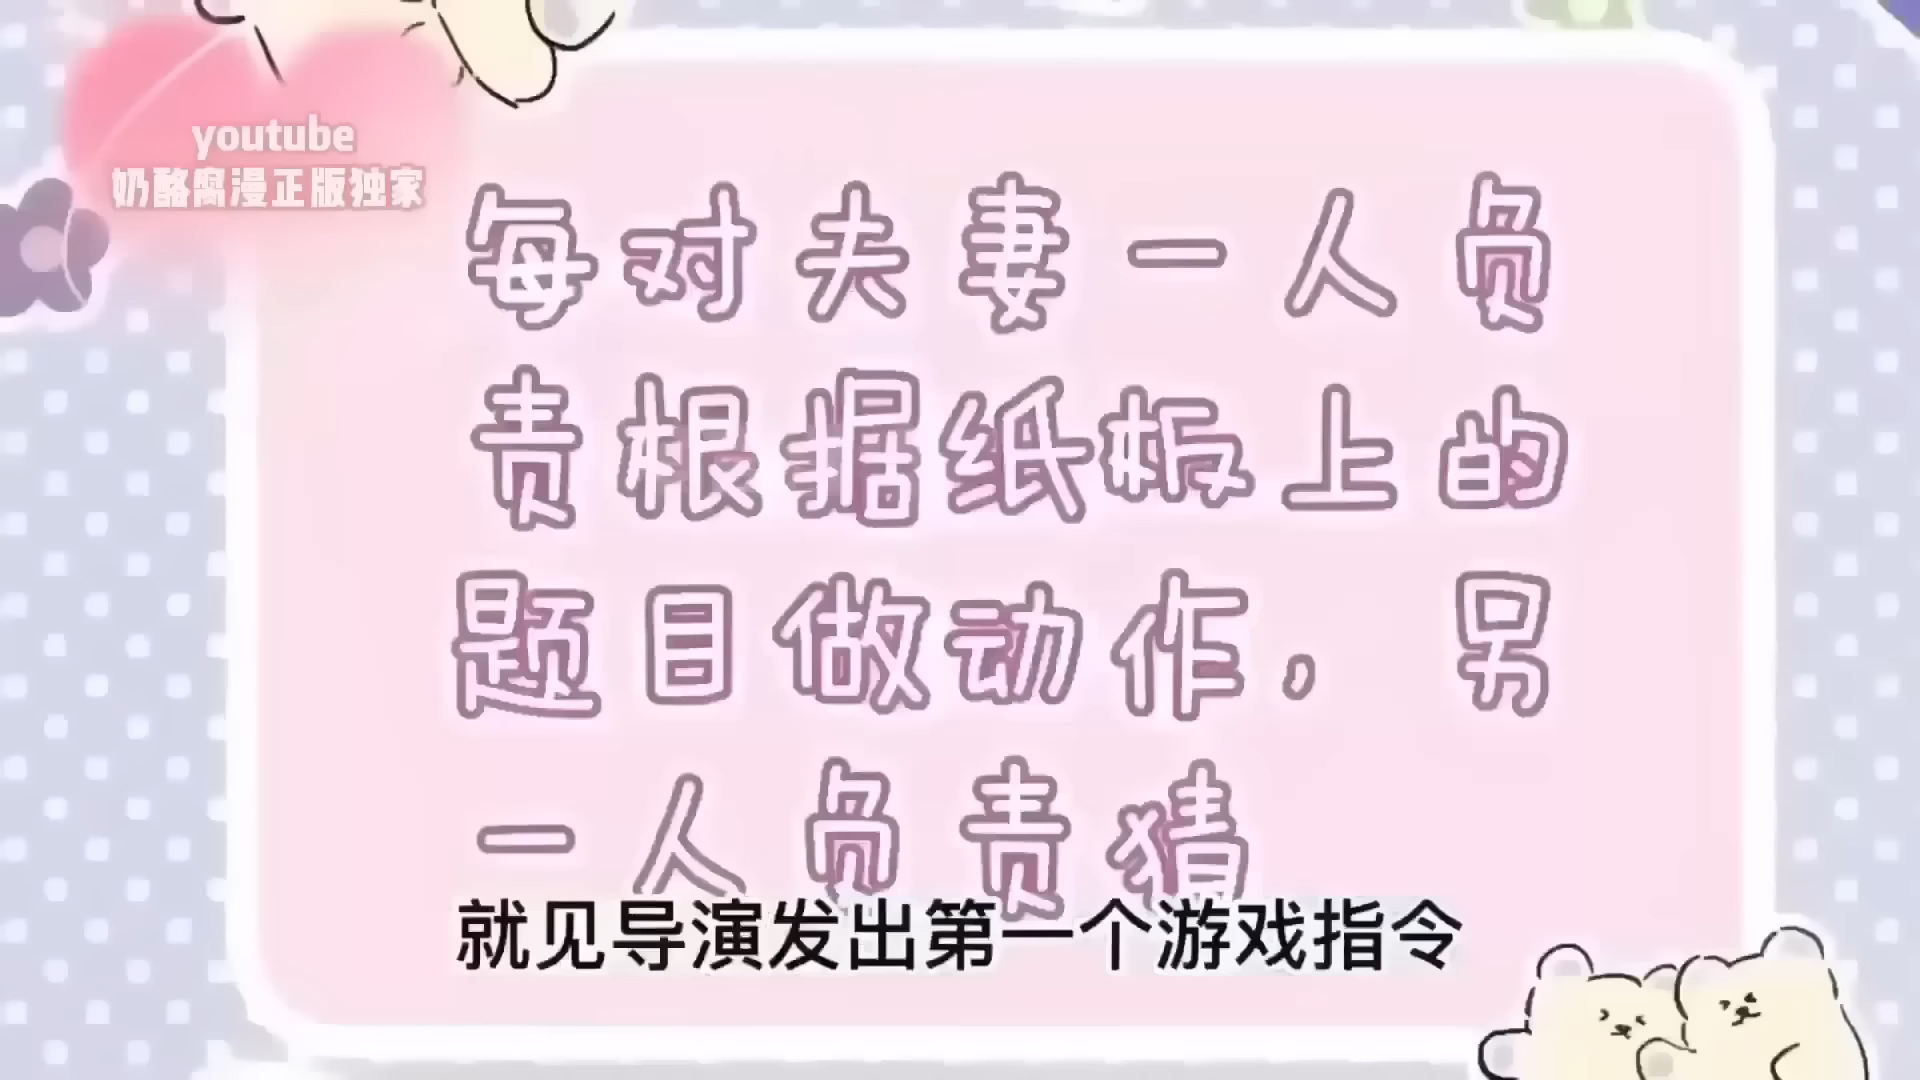 youtube
奶酪腐漫正版独家
每对夫妻一人负
责根据纸板上的
题目做动作，另
一人负责猜
就见导演发出第一个游戏指令